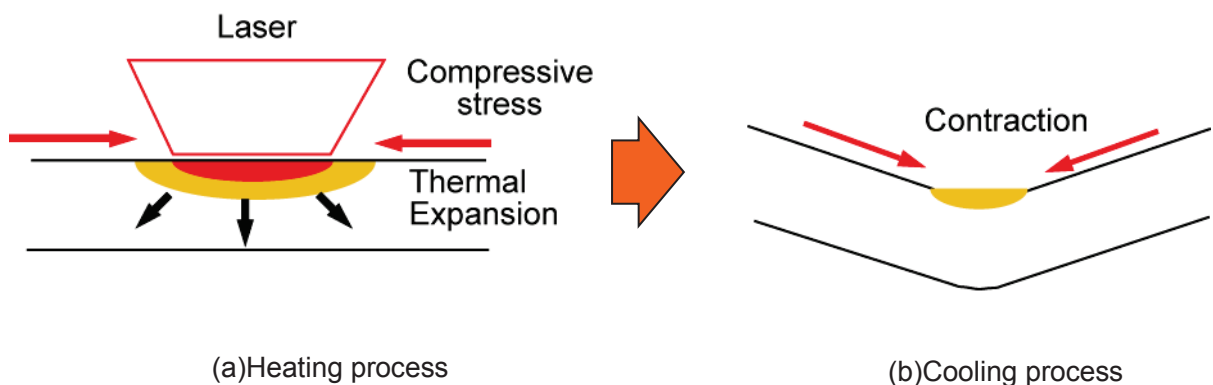 Laser
Compressive
stress
Thermal
Expansion
(a)Heating process
Contraction
(b)Cooling process